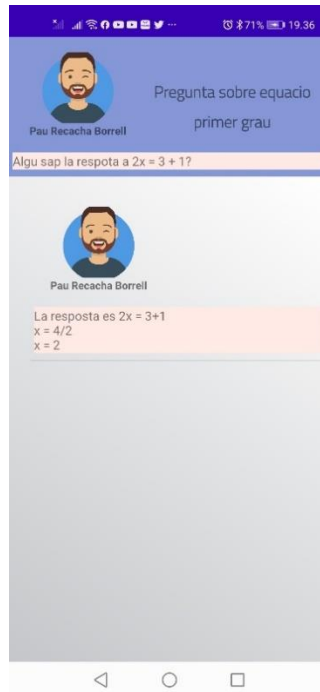 71% 19.36
Pregunta sobre equacio
primer grau
Pau Recacha Borrell
Algu sap la respota a 2x = 3 + 1?
Pau Recacha Borrell
La resposta es 2x = 3+1
x = 4/2
x = 2